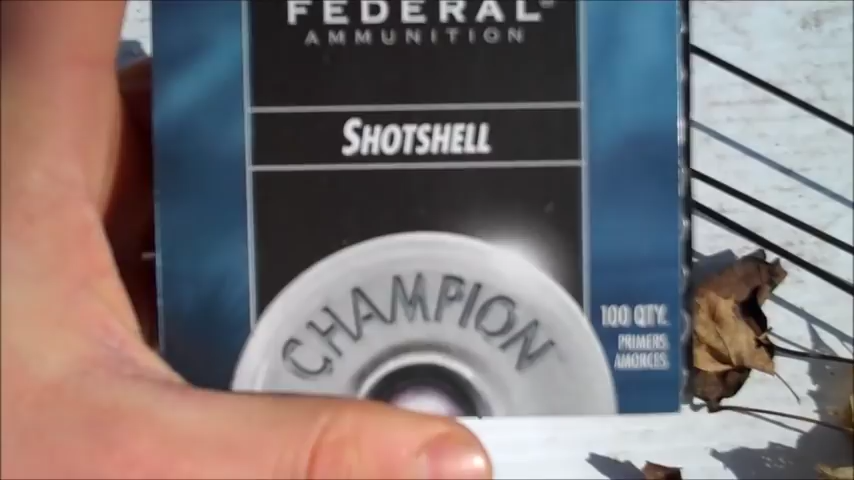 FEDERAL®
AMMUNITION
SHOTSHELL
CHAMPION
100 QTY.
PRIMERS
AMORCES